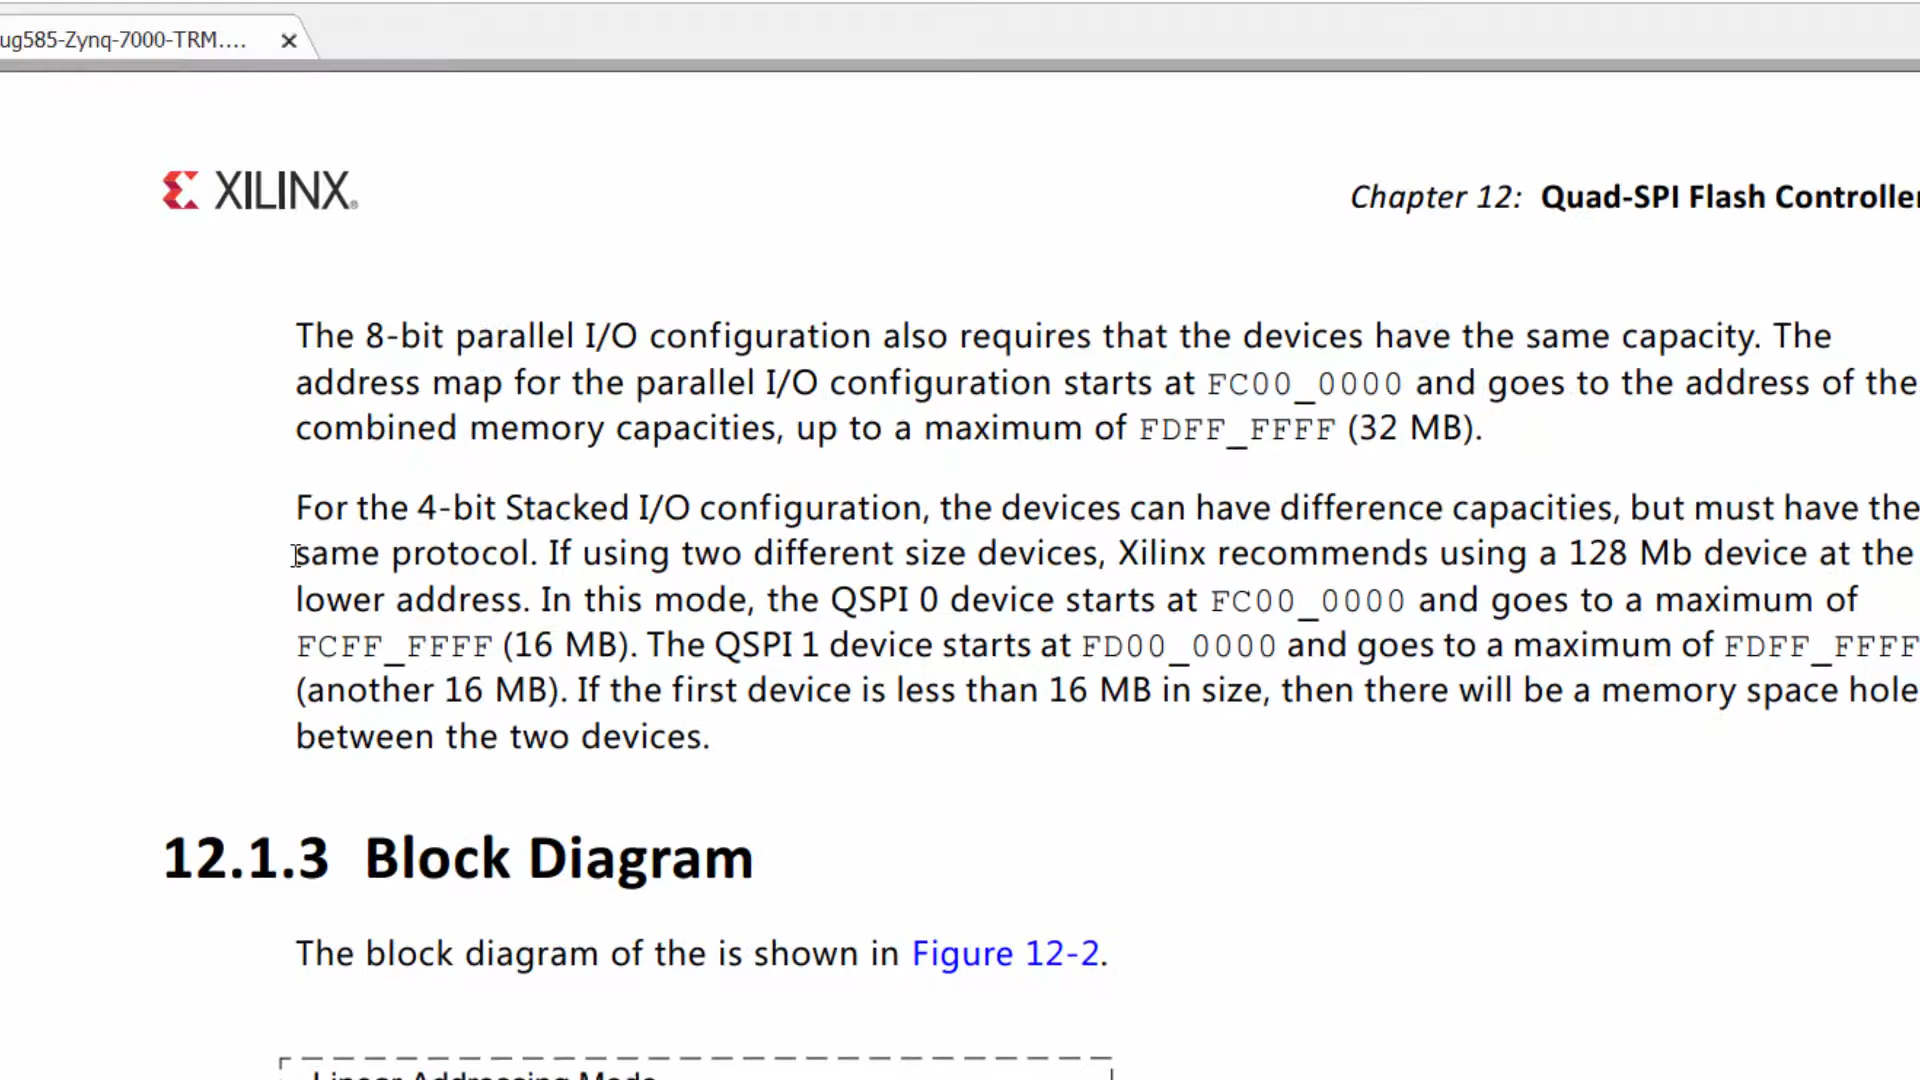 ug585-Zynq-7000-TRM....
XILINX®
Chapter 12: Quad-SPI Flash Controller
The 8-bit parallel I/O configuration also requires that the devices have the same capacity. The
address map for the parallel I/O configuration starts at FC00_0000 and goes to the address of the
combined memory capacities, up to a maximum of FDFF_FFFF (32 MB).
For the 4-bit Stacked I/O configuration, the devices can have difference capacities, but must have the
same protocol. If using two different size devices, Xilinx recommends using a 128 Mb device at the
lower address. In this mode, the QSPI 0 device starts at FC00_0000 and goes to a maximum of
FCFF_FFFF (16 MB). The QSPI 1 device starts at FD00_0000 and goes to a maximum of FDFF_FFFF
(another 16 MB). If the first device is less than 16 MB in size, then there will be a memory space hole
between the two devices.
12.1.3 Block Diagram
The block diagram of the is shown in Figure 12-2.
Linear Addressing Mode